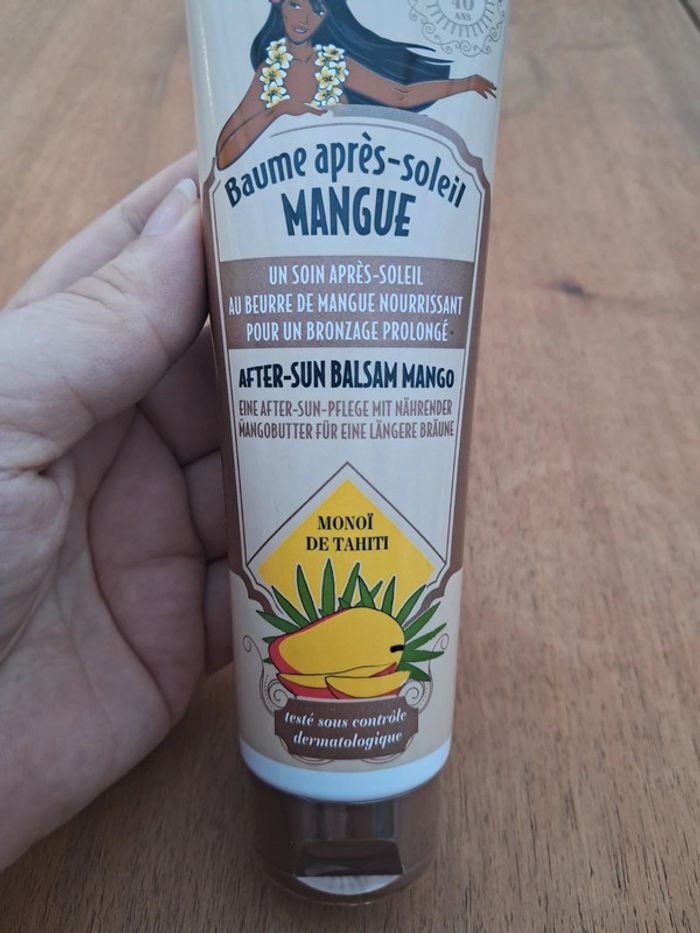 40
ANS
Baume après-soleil
MANGUE
UN SOIN APRÈS-SOLEIL
AU BEURRE DE MANGUE NOURRISSANT
POUR UN BRONZAGE PROLONGÉ
AFTER-SUN BALSAM MANGO
EINE AFTER-SUN-PFLEGE MIT NÄHRENDER
MANGOBUTTER FÜR EINE LÄNGERE BRÄUNE
MONOÏ
DE TAHITI
testé sous contrôle
dermatologique